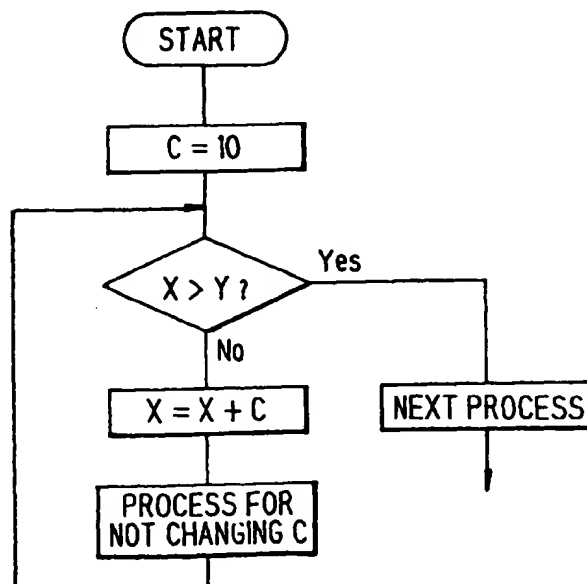 START
C = 10
X > Y ?
Yes
No
X = X + C
NEXT PROCESS
PROCESS FOR
NOT CHANGING C